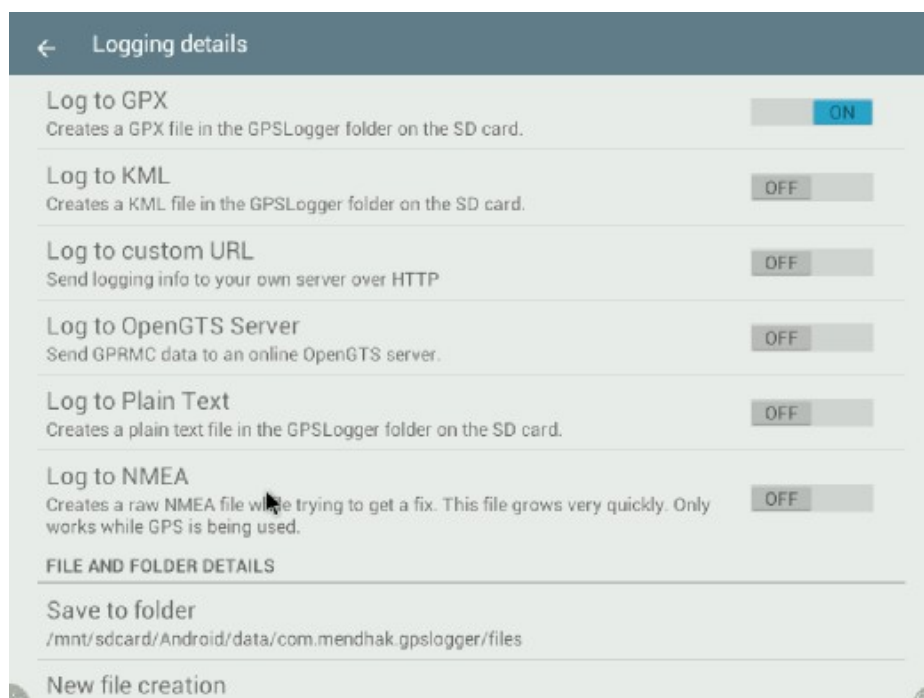 Logging details
Log to GPX
Creates a GPX file in the GPSLogger folder on the SD card.
ON
Log to KML
Creates a KML file in the GPSLogger folder on the SD card.
OFF
Log to custom URL
Send logging info to your own server over HTTP
OFF
Log to OpenGTS Server
Send GPRMC data to an online OpenGTS server.
OFF
Log to Plain Text
Creates a plain text file in the GPSLogger folder on the SD card.
OFF
Log to NMEA
Creates a raw NMEA file while trying to get a fix. This file grows very quickly. Only
works while GPS is being used.
OFF
FILE AND FOLDER DETAILS
Save to folder
/mnt/sdcard/Android/data/com.mendhak.gpslogger/files
New file creation